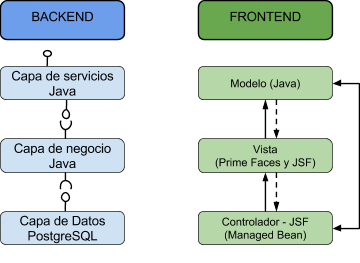 BACKEND
Capa de servicios
Java
Capa de negocio
Java
Capa de Datos
PostgreSQL
FRONTEND
Modelo (Java)
Vista
(Prime Faces y JSF)
Controlador - JSF
(Managed Bean)